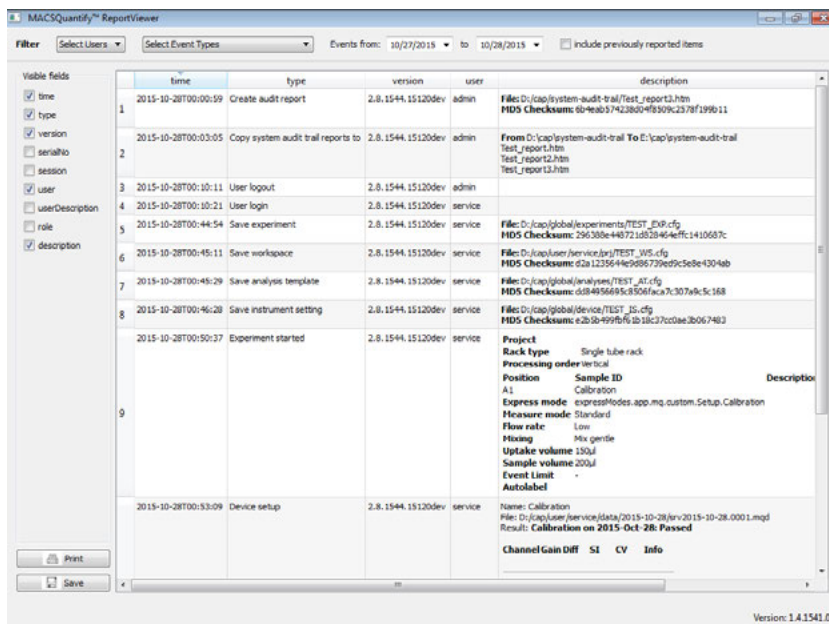 MACSQuantify™ ReportViewer
Filter Select Users Select Event Types Events from: 10/27/2015 to 10/28/2015 include previously reported items
Visible fields
time
type
version
serialNo
session
user
userDescription
role
description
time type version user description
1 2015-10-28T00:00:59 Create audit report 2.8.1544.15120dev admin File: D:/cap/system-audit-trail/Test_report3.htm
MD5 Checksum: 6b4eab574238d04f8509c2578f199b11
2 2015-10-28T00:03:05 Copy system audit trail reports to 2.8.1544.15120dev admin From D:\cap\system-audit-trail To E:\cap\system-audit-trail
Test_report.htm
Test_report2.htm
Test_report3.htm
3 2015-10-28T00:10:11 User logout 2.8.1544.15120dev admin
4 2015-10-28T00:10:21 User login 2.8.1544.15120dev service
5 2015-10-28T00:44:54 Save experiment 2.8.1544.15120dev service File: D:/cap/global/experiments/TEST_EXP.cfg
MD5 Checksum: 296388e448721d828464effc1410687c
6 2015-10-28T00:45:11 Save workspace 2.8.1544.15120dev service File: D:/cap/user/service/prj/TEST_WS.cfg
MD5 Checksum: d2a1235644e9d86739ed9c5e8e4304ab
7 2015-10-28T00:45:29 Save analysis template 2.8.1544.15120dev service File: D:/cap/global/analyses/TEST_AT.cfg
MD5 Checksum: dd84956695c8506faca7c307a9c5c168
8 2015-10-28T00:46:28 Save instrument setting 2.8.1544.15120dev service File: D:/cap/global/device/TEST_IS.cfg
MD5 Checksum: e2b5b499fbf61b18c37cc0ae3b067483
9 2015-10-28T00:50:37 Experiment started 2.8.1544.15120dev service Project
Rack type Single tube rack
Processing order Vertical
Position Sample ID Descriptio
A1 Calibration
Express mode expressModes.app.mq.custom.Setup.Calibration
Measure mode Standard
Flow rate Low
Mixing Mix gentle
Uptake volume 150µl
Sample volume 200µl
Event Limit -
Autolabel
2015-10-28T00:53:09 Device setup 2.8.1544.15120dev service Name: Calibration
File: D:/cap/user/service/data/2015-10-28/srv2015-10-28.0001.mqd
Result: Calibration on 2015-Oct-28: Passed
Channel Gain Diff SI CV Info
Print
Save
Version: 1.4.1541.0